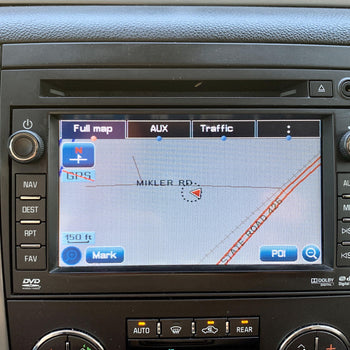 Full map AUX Traffic
N
GPS
MIKLER RD
STATE ROAD 426
150 ft
Mark
POI
NAV
DEST
RPT
FAV
DVD
DOLBY
AUTO
REAR